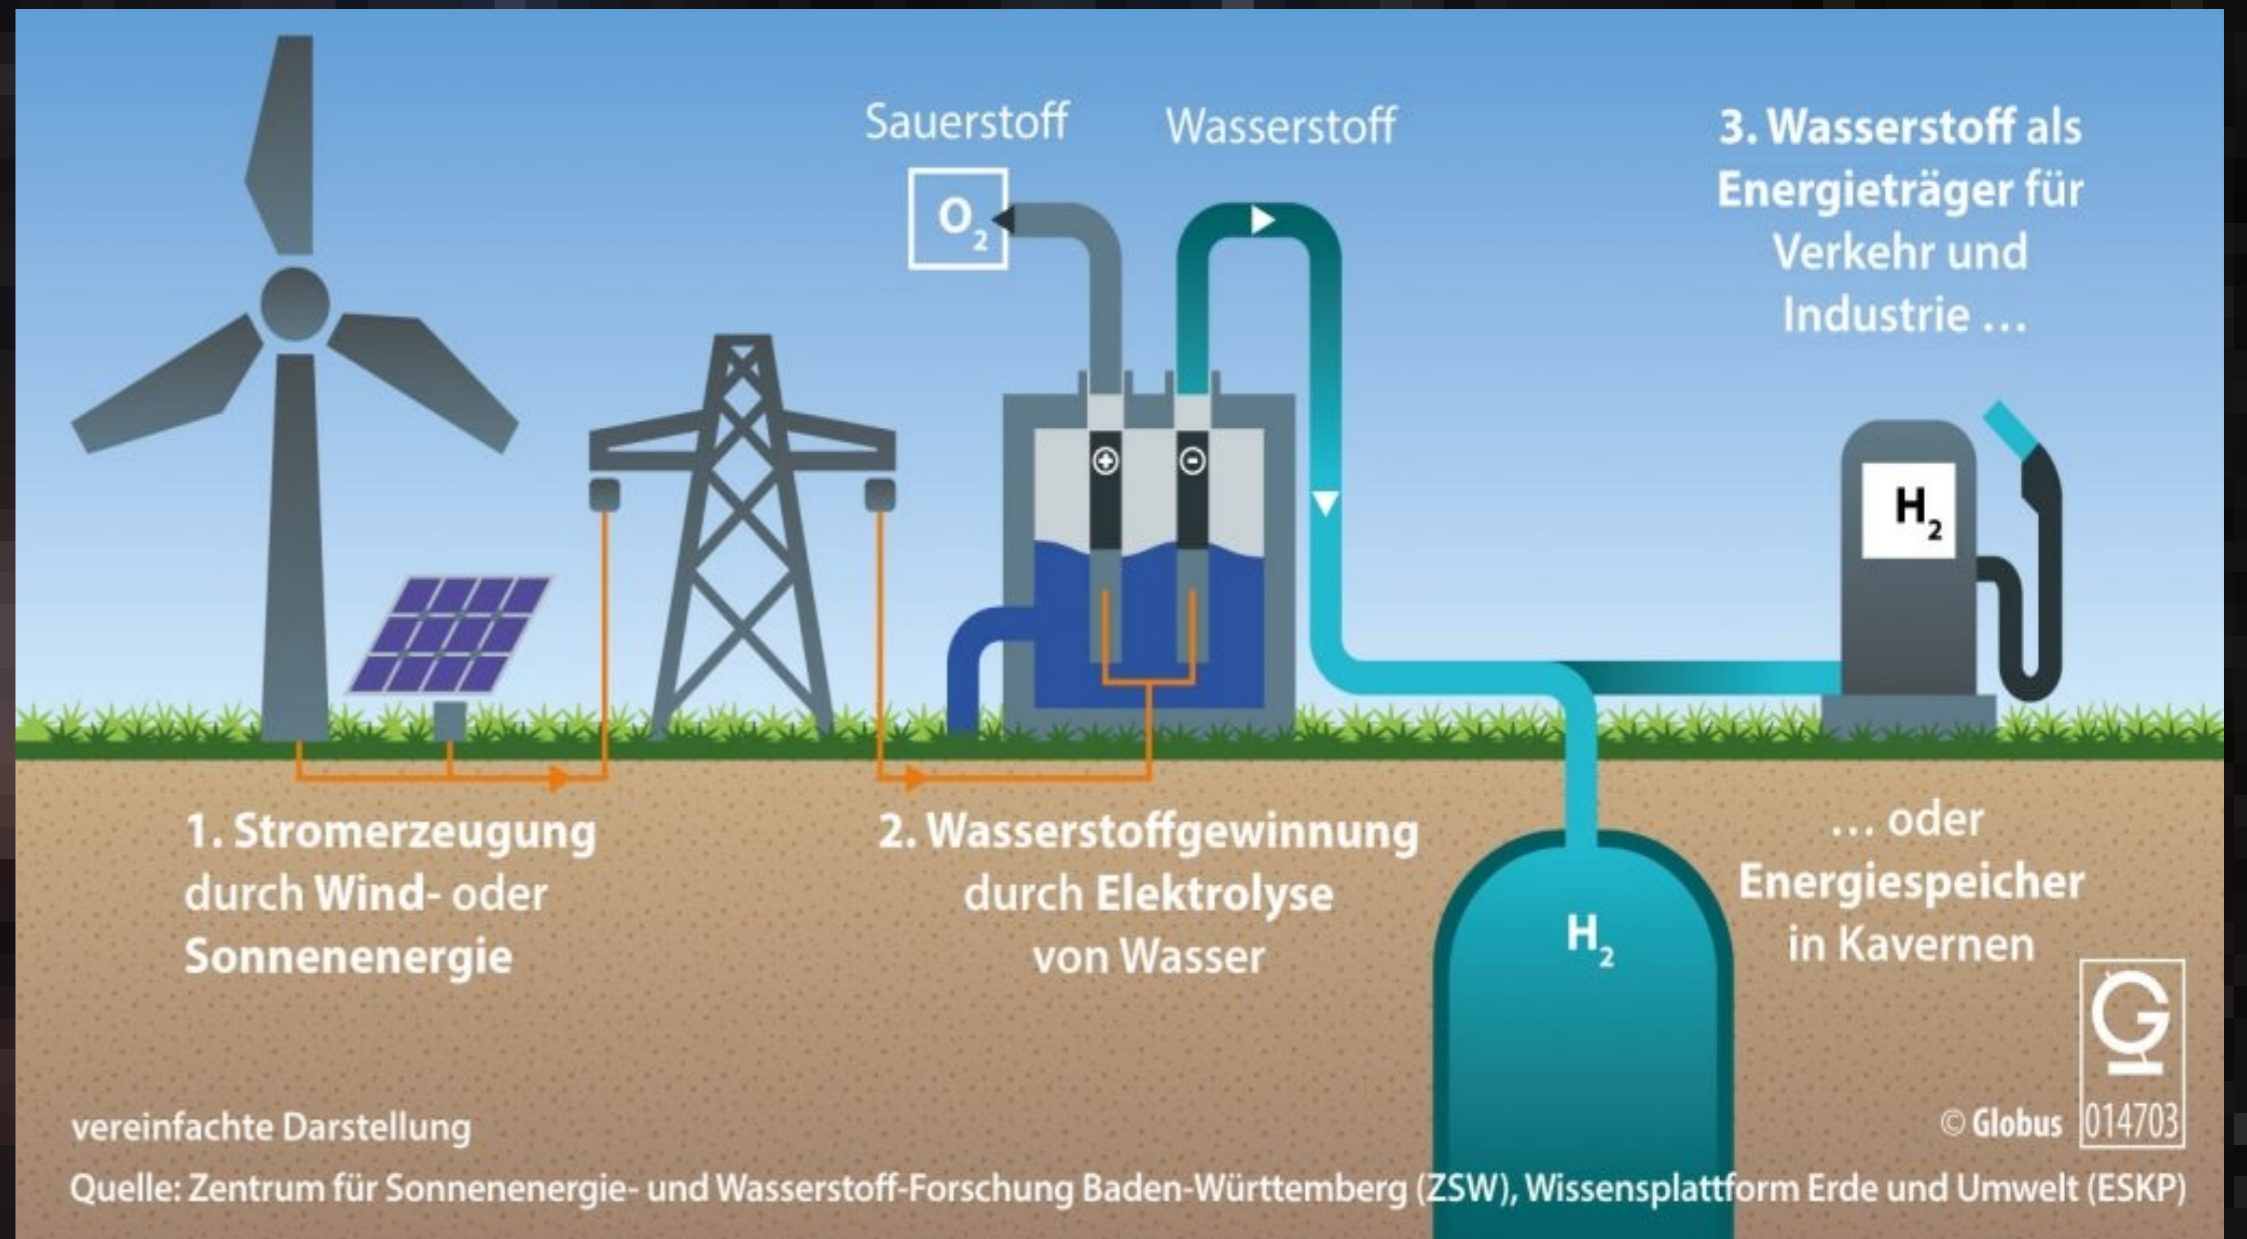 Sauerstoff
O₂
Wasserstoff
3. Wasserstoff als
Energieträger für
Verkehr und
Industrie ...
+
-
H₂
1. Stromerzeugung
durch Wind- oder
Sonnenenergie
2. Wasserstoffgewinnung
durch Elektrolyse
von Wasser
H₂
... oder
Energiespeicher
in Kavernen
G
© Globus 014703
vereinfachte Darstellung
Quelle: Zentrum für Sonnenenergie- und Wasserstoff-Forschung Baden-Württemberg (ZSW), Wissensplattform Erde und Umwelt (ESKP)